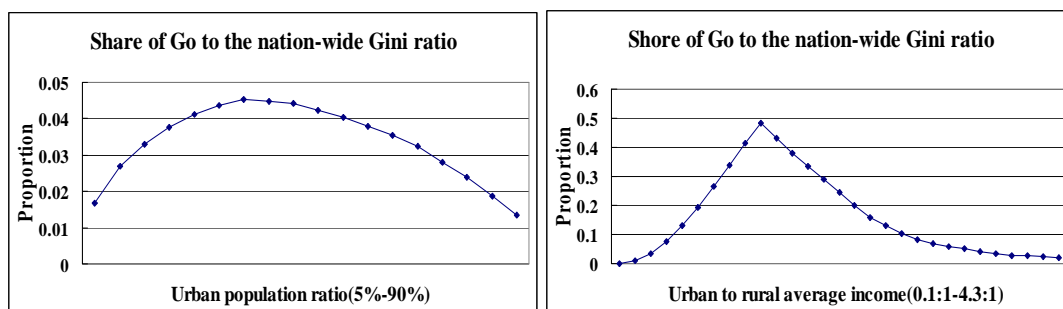 Share of Go to the nation-wide Gini ratio
0.05
0.04
0.03
0.02
0.01
0
Proportion
Urban population ratio(5%-90%)
Shore of Go to the nation-wide Gini ratio
0.6
0.5
0.4
0.3
0.2
0.1
0
Proportion
Urban to rural average income(0.1:1-4.3:1)